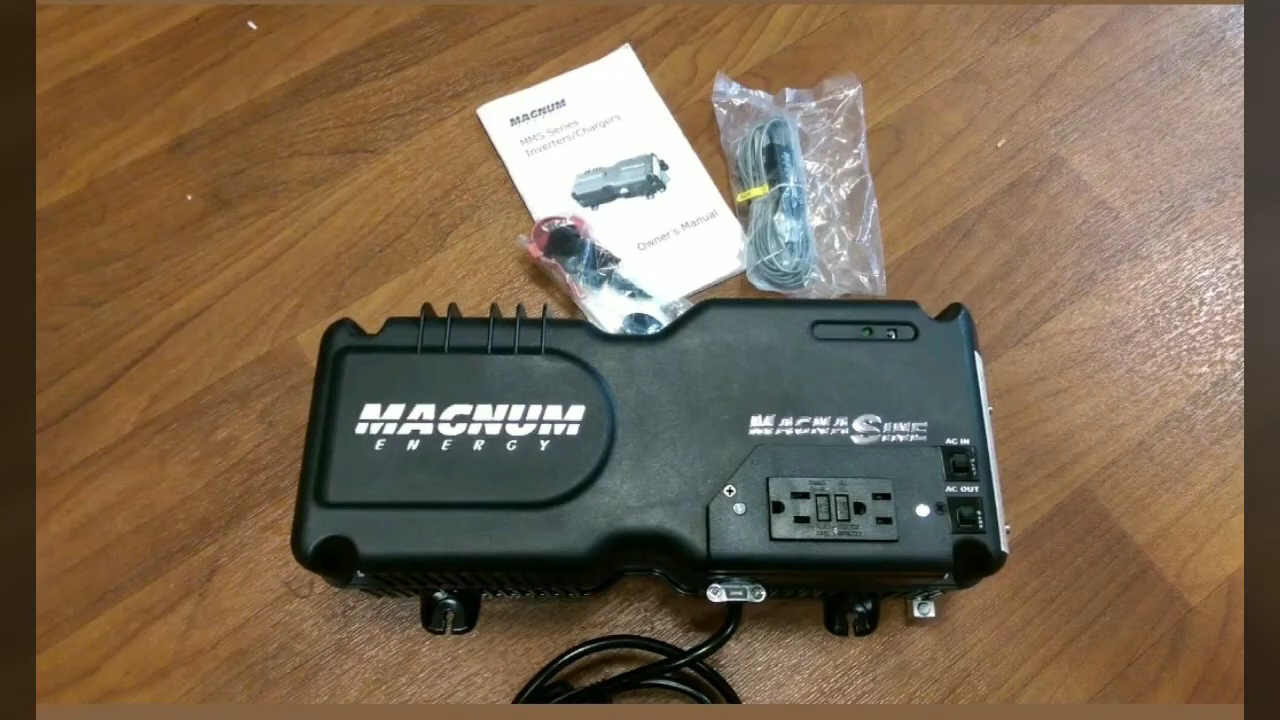 MAGNUM
MMS Series
Inverters/Chargers
Owner's Manual
MAGNUM
ENERGY
MAGNASINE
AC IN
AC OUT